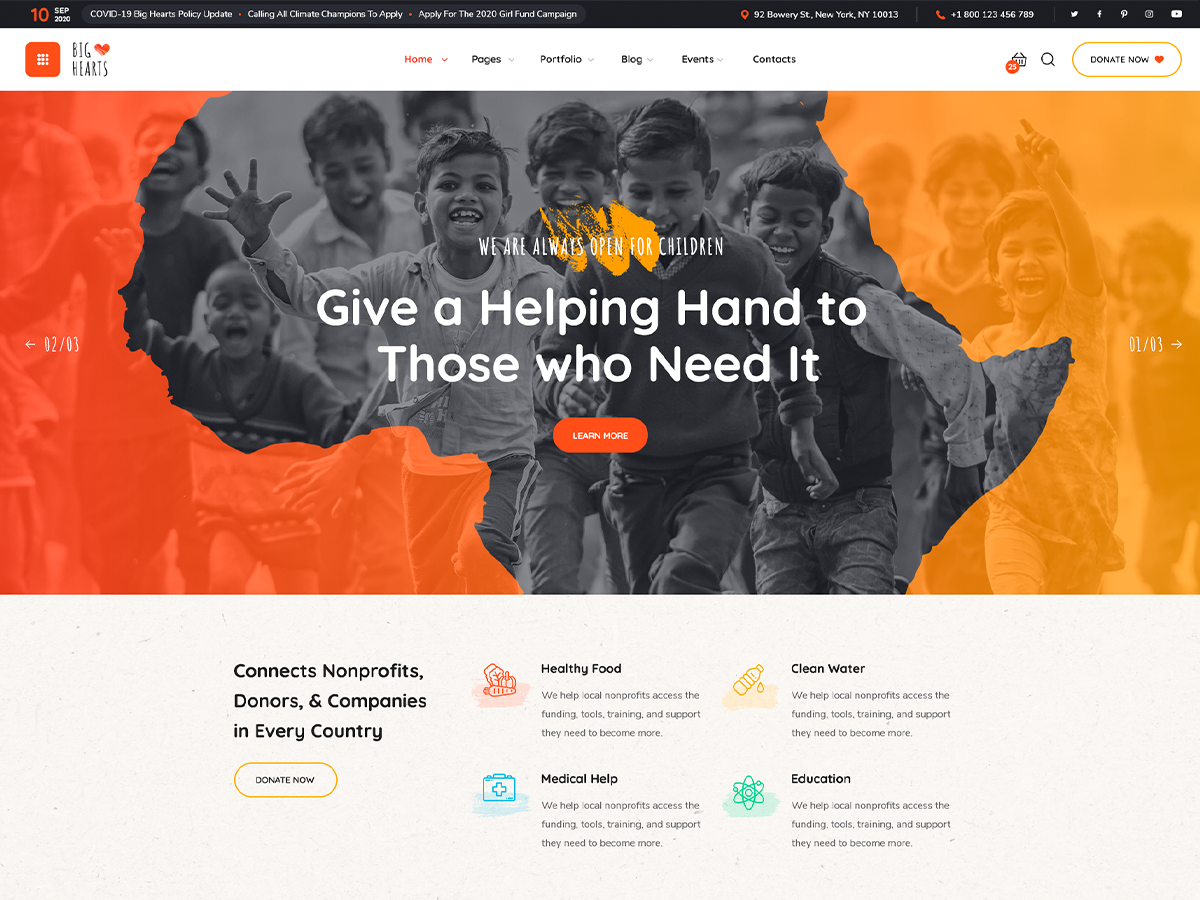 10 SEP 2020
COVID-19 Big Hearts Policy Update • Calling All Climate Champions To Apply • Apply For The 2020 Girl Fund Campaign
92 Bowery St., New York, NY 10013
+1 800 123 456 789
BIG
HEARTS
Home Pages Portfolio Blog Events Contacts
25
DONATE NOW
WE ARE ALWAYS OPEN FOR CHILDREN
Give a Helping Hand to
Those who Need It
← 02/03
01/03 →
LEARN MORE
Connects Nonprofits,
Donors, & Companies
in Every Country
DONATE NOW
Healthy Food
We help local nonprofits access the
funding, tools, training, and support
they need to become more.
Clean Water
We help local nonprofits access the
funding, tools, training, and support
they need to become more.
Medical Help
We help local nonprofits access the
funding, tools, training, and support
they need to become more.
Education
We help local nonprofits access the
funding, tools, training, and support
they need to become more.